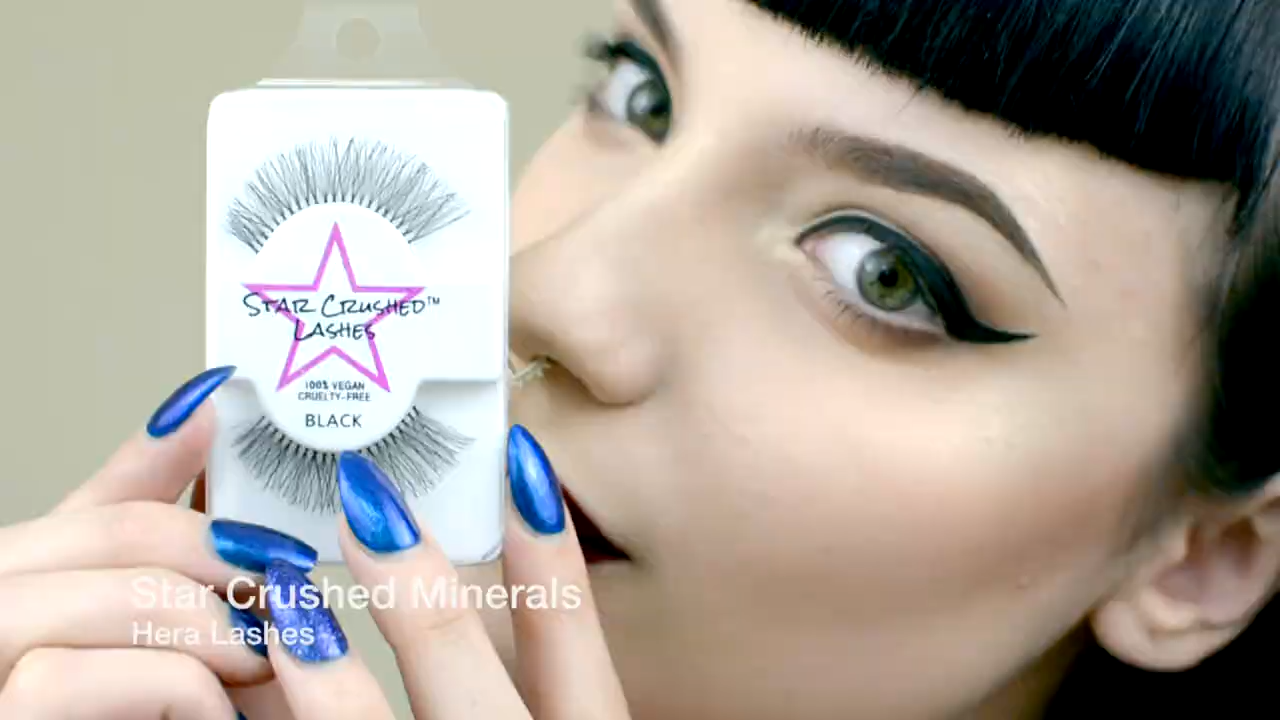 STAR CRUSHED™
LASHES
100% VEGAN
CRUELTY-FREE
BLACK
Star Crushed Minerals
Hera Lashes